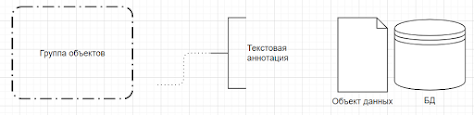 Группа объектов
Текстовая
аннотация
Объект данных
БД